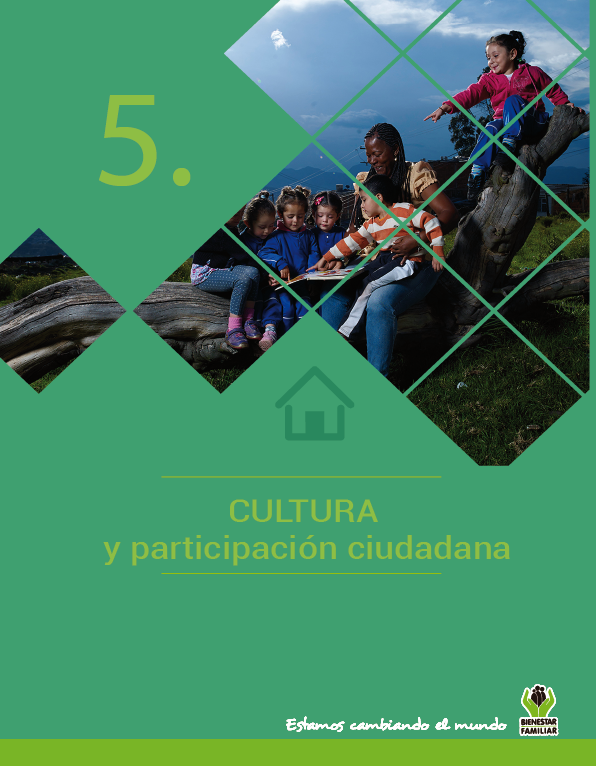 5.
CULTURA
y participación ciudadana
Estamos cambiando el mundo
BIENESTAR
FAMILIAR